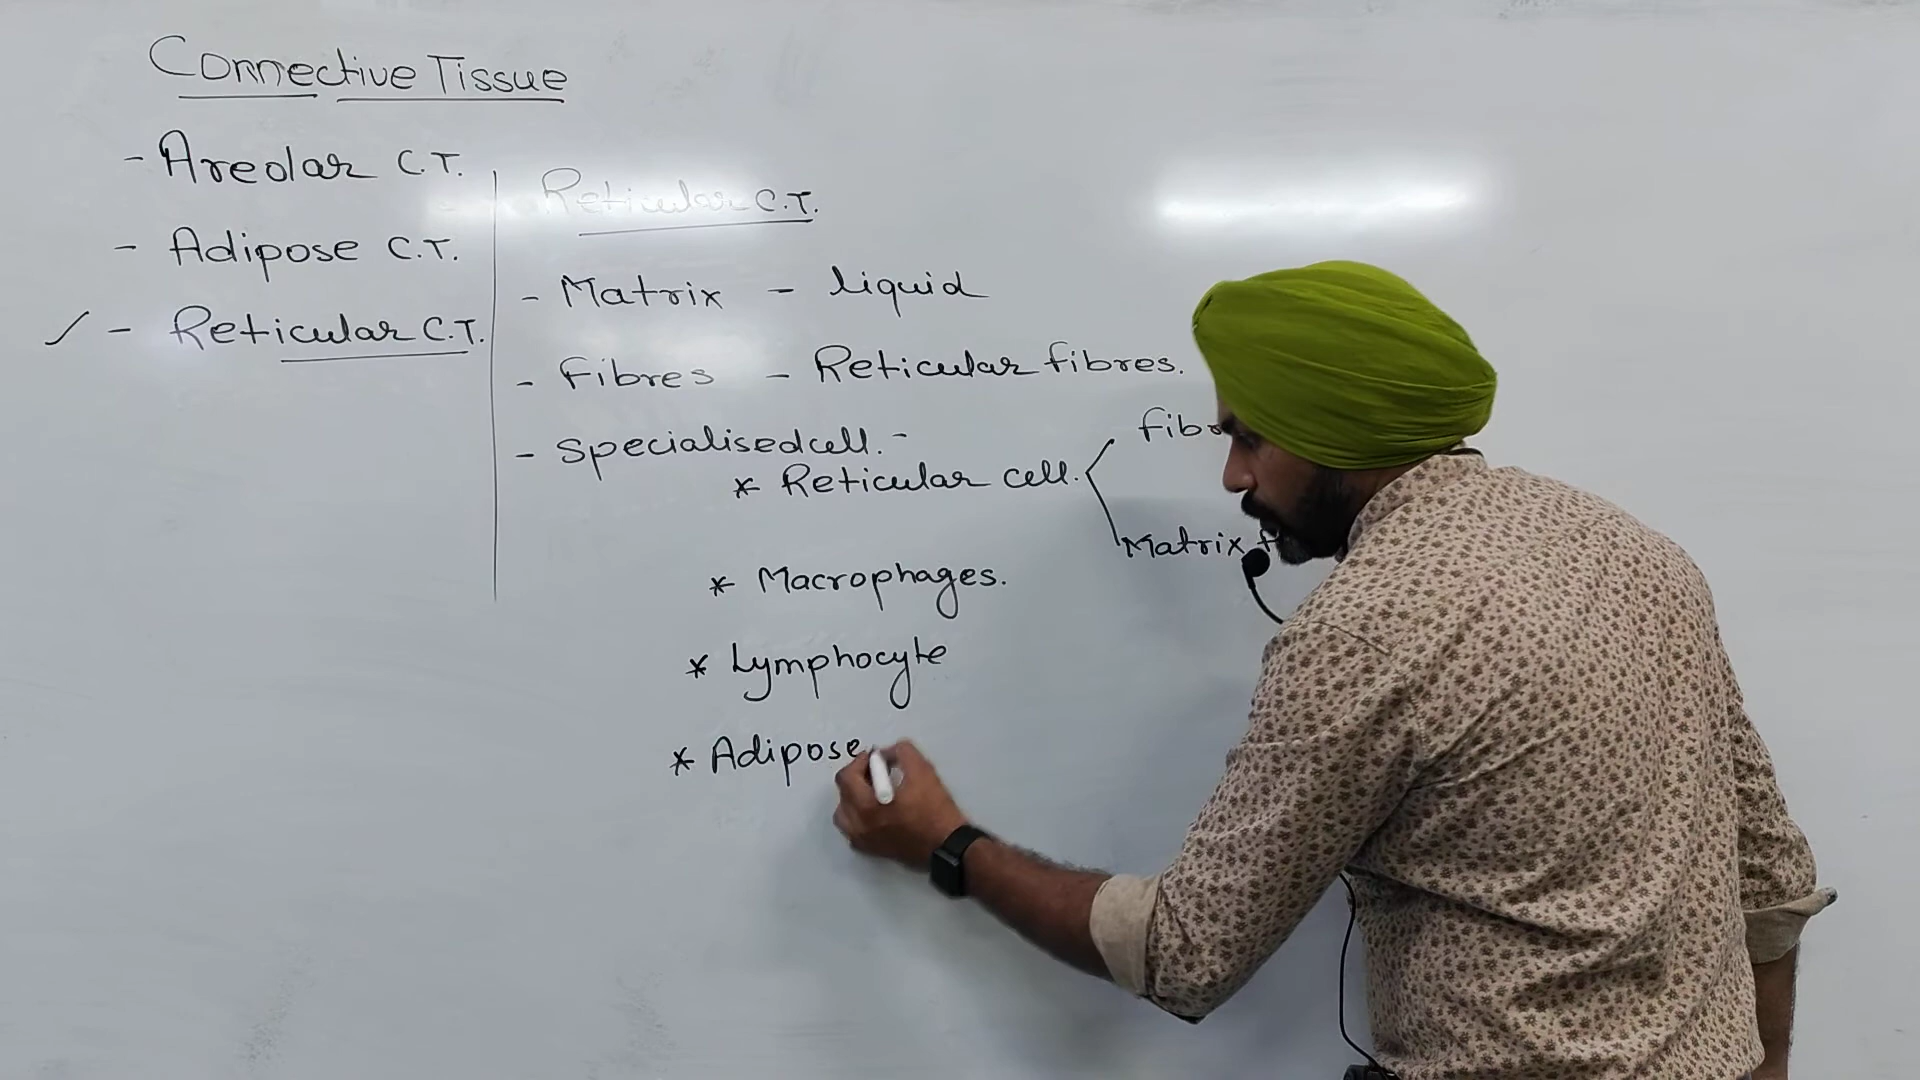 Connective Tissue
- Areolar C.T.
- Adipose C.T.
✓ - Reticular C.T.
Reticular C.T.
- Matrix - liquid
- fibres - Reticular fibres.
- Specialised cell. -
* Reticular cell.
fibr
Matrix f
* Macrophages.
* Lymphocyte
* Adipose